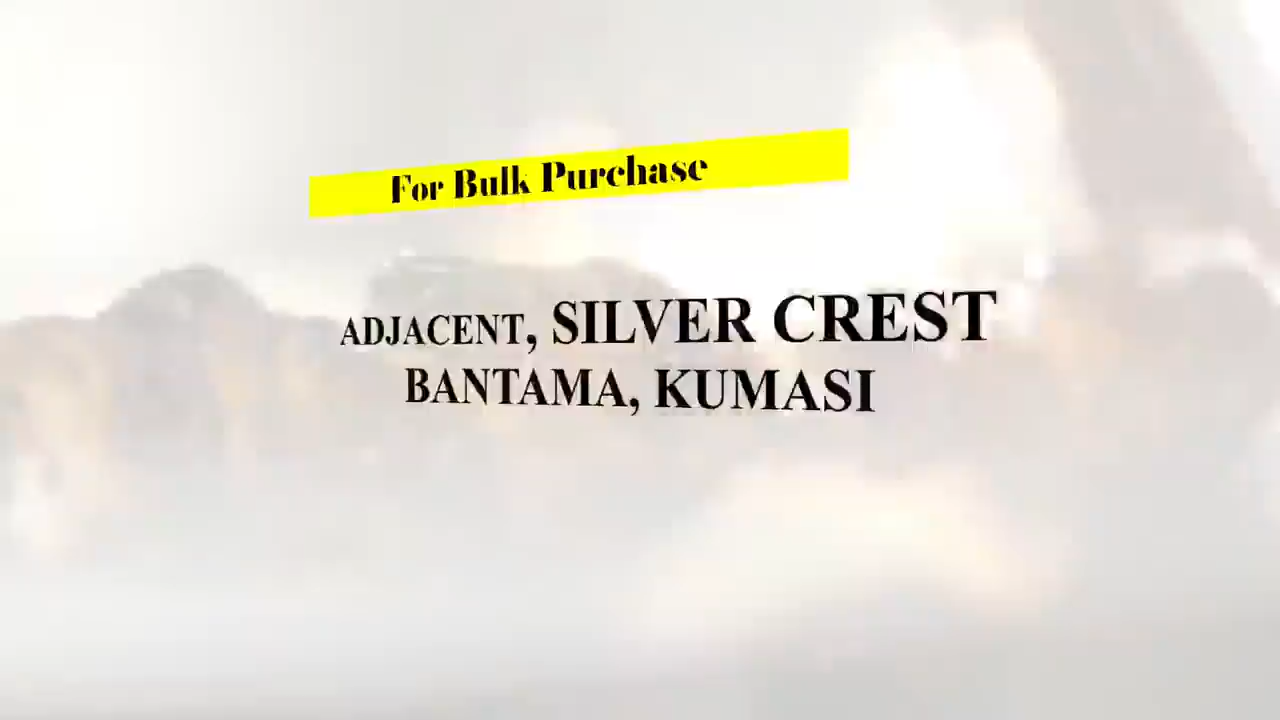 For Bulk Purchase
ADJACENT, SILVER CREST
BANTAMA, KUMASI